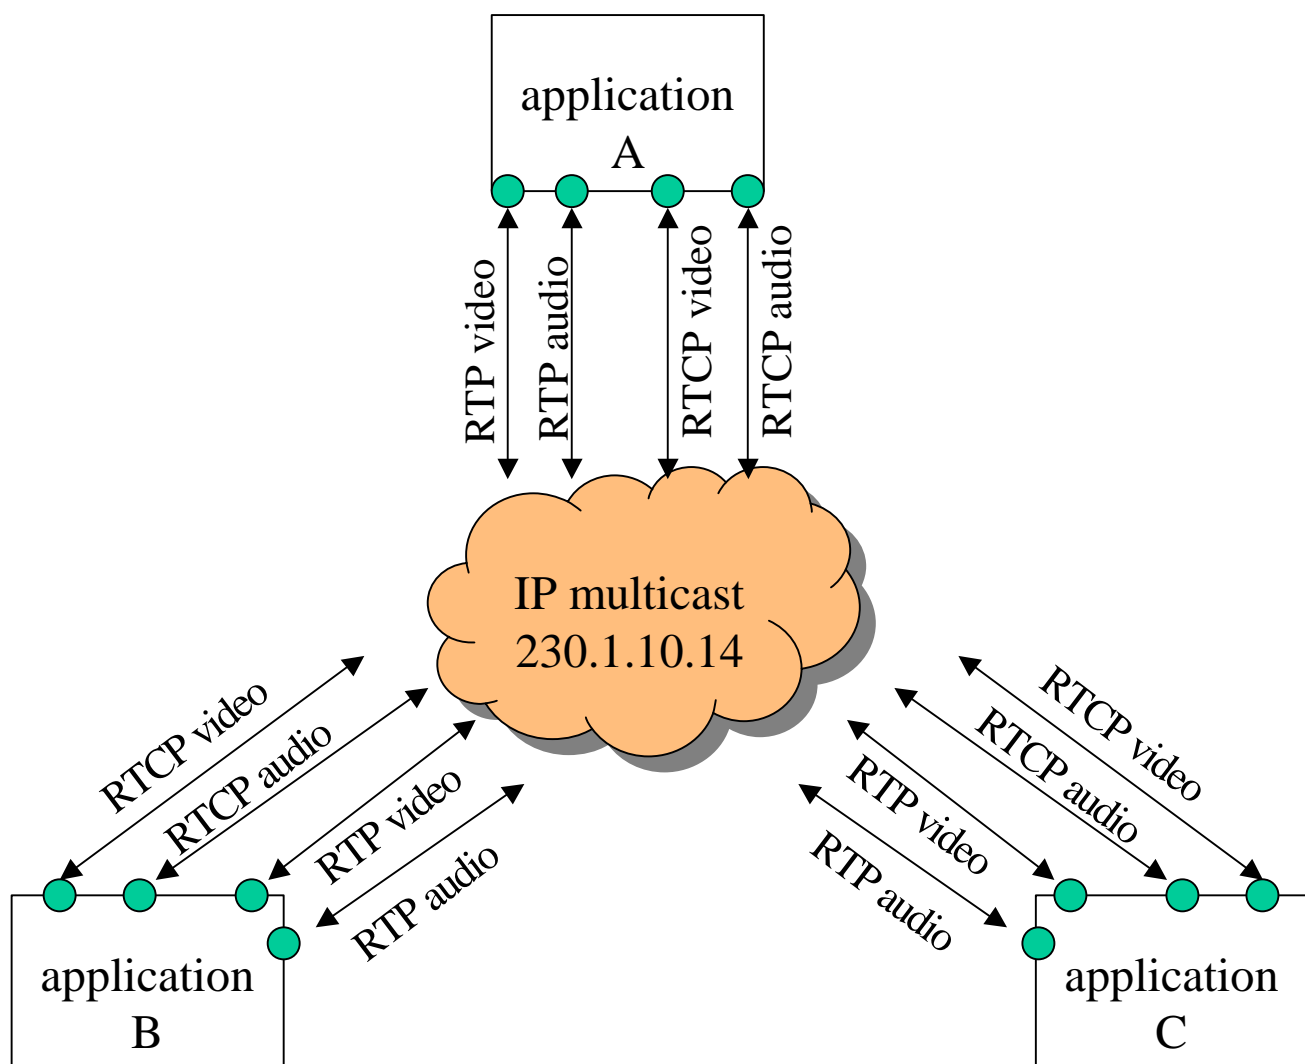 application
A
RTP video
RTP audio
RTCP video
RTCP audio
IP multicast
230.1.10.14
RTCP video
RTCP audio
RTP video
RTP audio
RTCP video
RTCP audio
RTP video
RTP audio
application
B
application
C